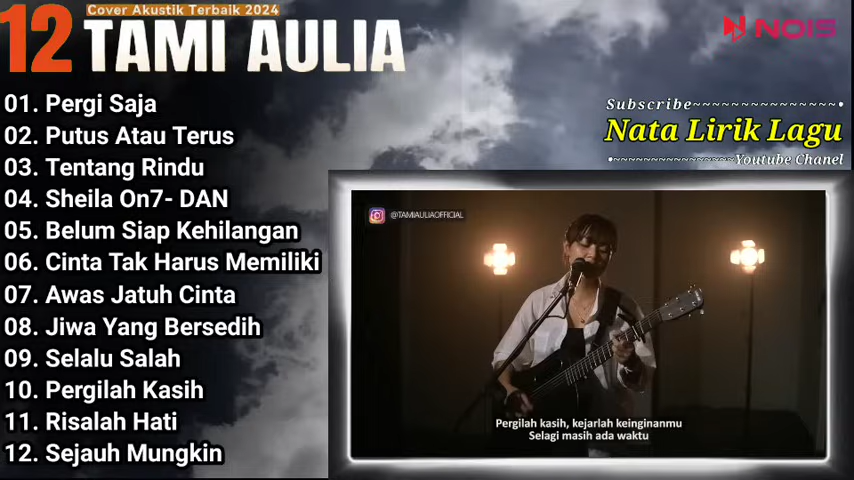 Cover Akustik Terbaik 2024
12 TAMI AULIA
01. Pergi Saja
02. Putus Atau Terus
03. Tentang Rindu
04. Sheila On7- DAN
05. Belum Siap Kehilangan
06. Cinta Tak Harus Memiliki
07. Awas Jatuh Cinta
08. Jiwa Yang Bersedih
09. Selalu Salah
10. Pergilah Kasih
11. Risalah Hati
12. Sejauh Mungkin
NOIS
Subscribe~~~~~~~~~~~~~~~•
Nata Lirik Lagu
•~~~~~~~~~~~~~~~Youtube Chanel
@TAMIAULIAOFFICIAL
Pergilah kasih, kejarlah keinginanmu
Selagi masih ada waktu